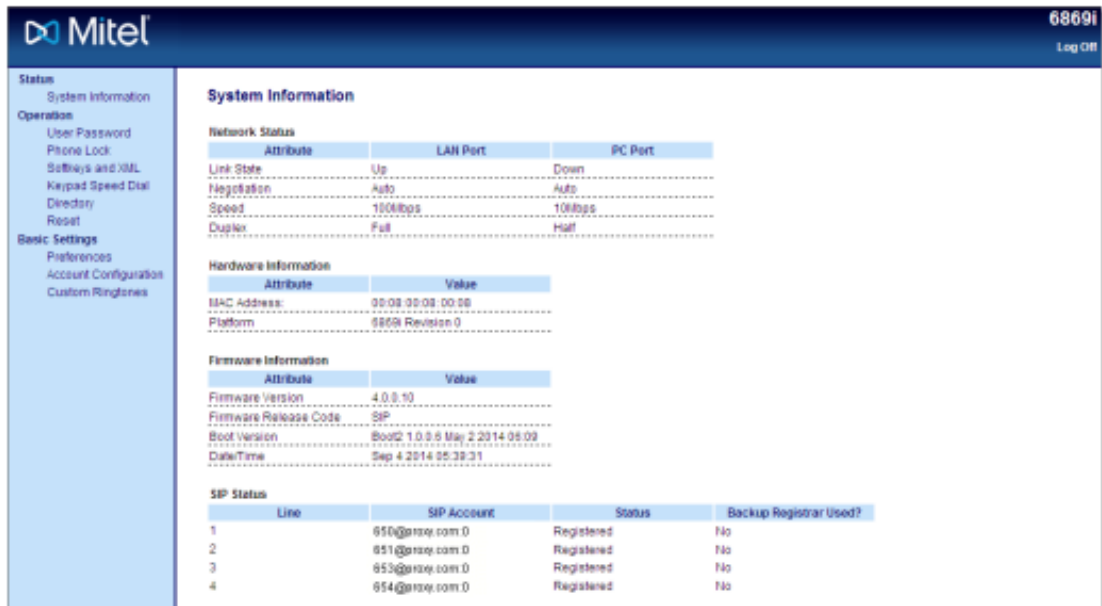 Mitel
6869i
Log Off
Status
System Information
Operation
User Password
Phone Lock
Softkeys and XML
Keypad Speed Dial
Directory
Reset
Basic Settings
Preferences
Account Configuration
Custom Ringtones
System Information
Network Status
Attribute LAN Port PC Port
Link State Up Down
Negotiation Auto Auto
Speed 100Mbps 10Mbps
Duplex Full Half
Hardware Information
Attribute Value
MAC Address: 00:08:00:08:00:08
Platform 6869i Revision 0
Firmware Information
Attribute Value
Firmware Version 4.0.0.10
Firmware Release Code SIP
Boot Version Boot2 1.0.0.6 May 2 2014 06:09
Date/Time Sep 4 2014 05:39:31
SIP Status
Line SIP Account Status Backup Registrar Used?
1 650@proxy.com:0 Registered No
2 651@proxy.com:0 Registered No
3 653@proxy.com:0 Registered No
4 654@proxy.com:0 Registered No